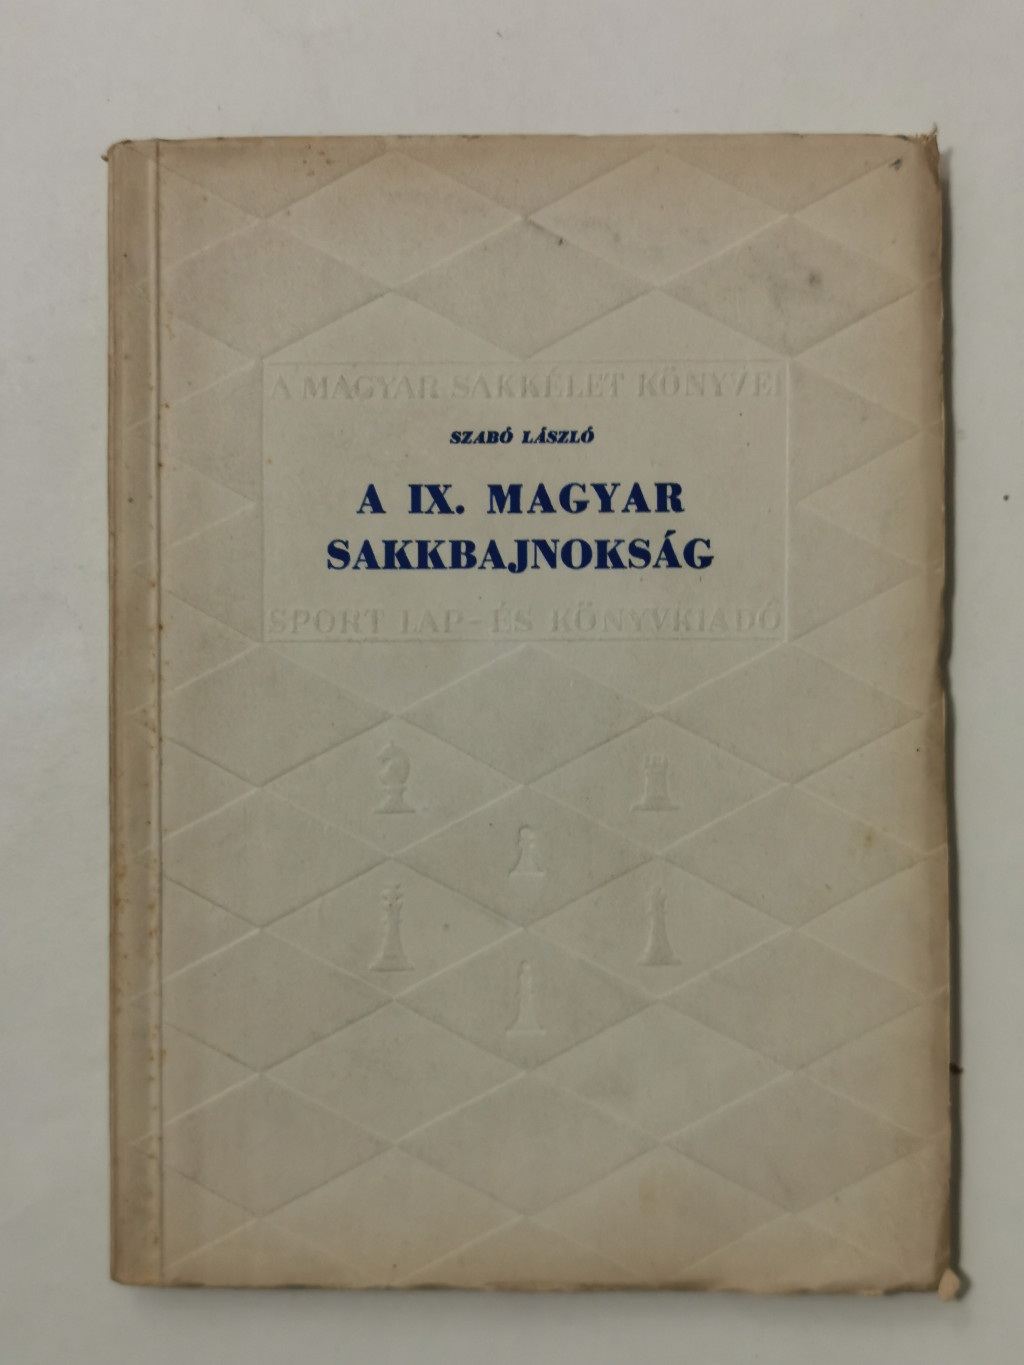 A MAGYAR SAKKÉLET KÖNYVEI
SZABÓ LÁSZLÓ
A IX. MAGYAR
SAKKBAJNOKSÁG
SPORT LAP- ÉS KÖNYVKIADÓ